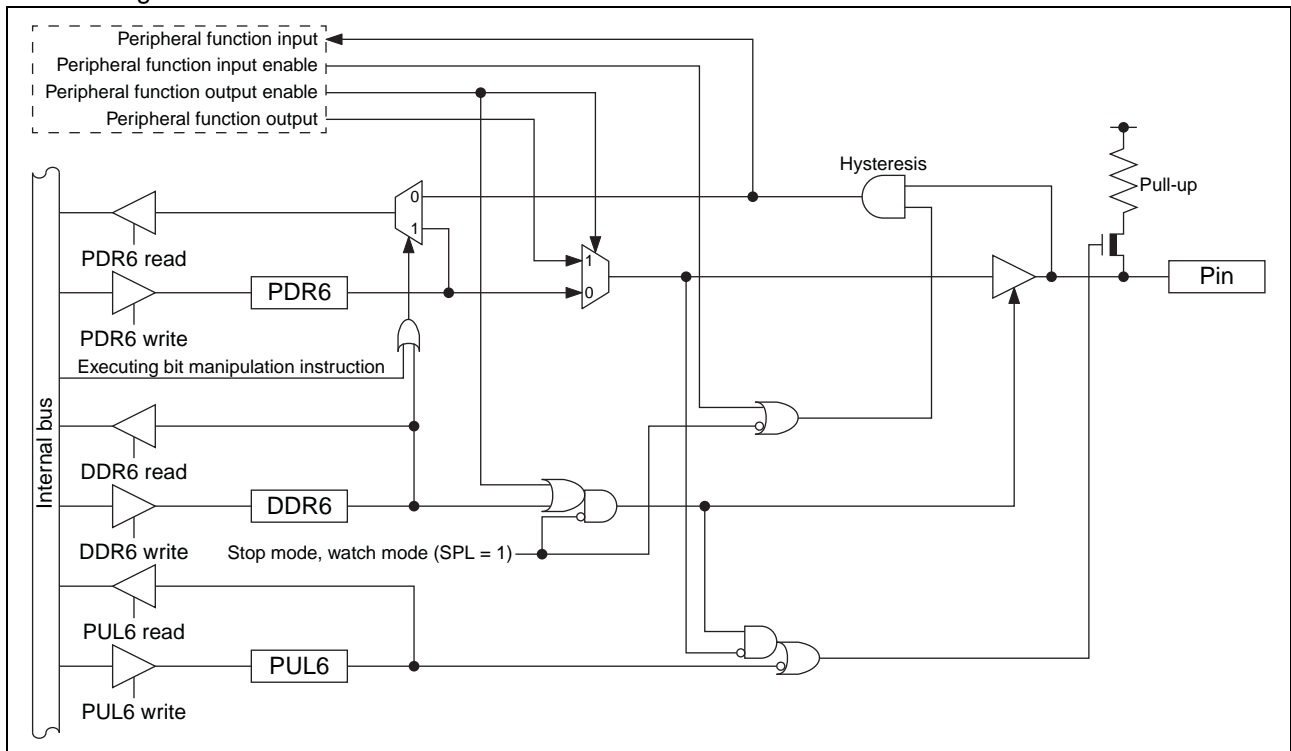 Peripheral function input
Peripheral function input enable
Peripheral function output enable
Peripheral function output
Hysteresis
Pull-up
0
1
PDR6 read
1
Pin
PDR6
0
PDR6 write
Executing bit manipulation instruction
Internal bus
DDR6 read
DDR6
DDR6 write
Stop mode, watch mode (SPL = 1)
PUL6 read
PUL6
PUL6 write